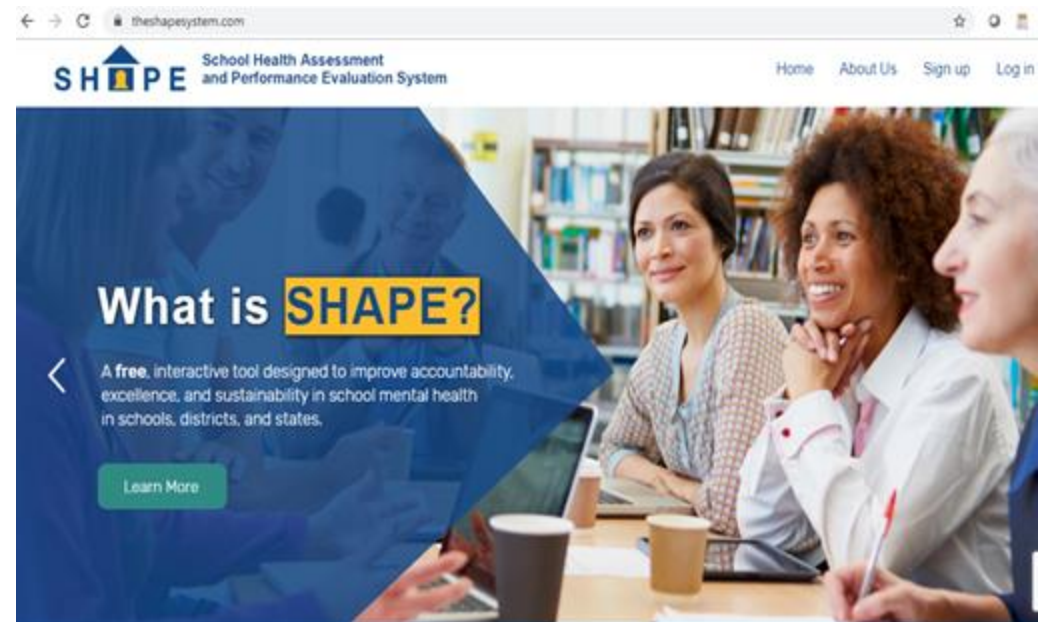 theshapesystem.com
SHAPE
School Health Assessment
and Performance Evaluation System
Home About Us Sign up Log in
What is SHAPE?
A free, interactive tool designed to improve accountability,
excellence, and sustainability in school mental health
in schools, districts, and states.
Learn More